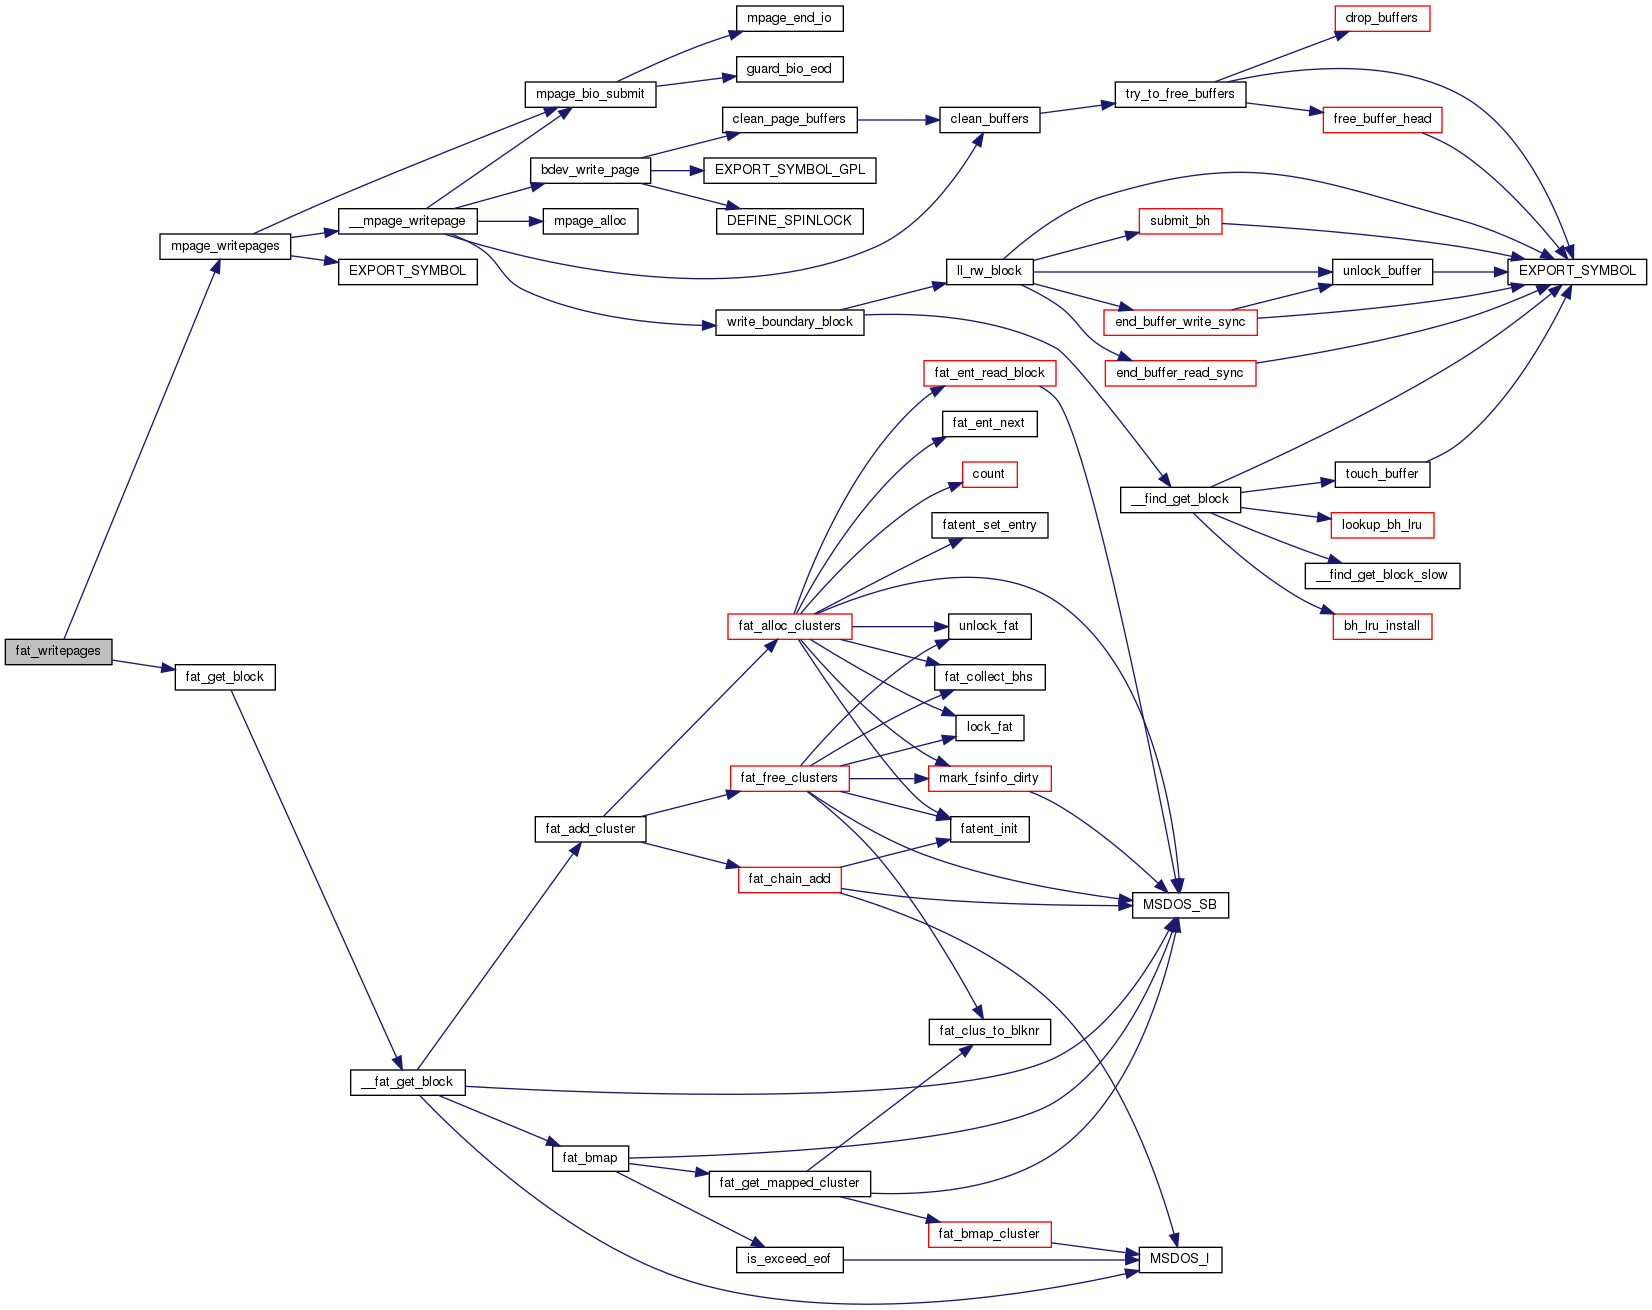 mpage_end_io
drop_buffers
guard_bio_eod
mpage_bio_submit
try_to_free_buffers
clean_page_buffers
clean_buffers
free_buffer_head
bdev_write_page
EXPORT_SYMBOL_GPL
__mpage_writepage
mpage_alloc
DEFINE_SPINLOCK
submit_bh
mpage_writepages
EXPORT_SYMBOL
ll_rw_block
unlock_buffer
EXPORT_SYMBOL
write_boundary_block
end_buffer_write_sync
fat_ent_read_block
end_buffer_read_sync
fat_ent_next
count
touch_buffer
__find_get_block
fatent_set_entry
lookup_bh_lru
__find_get_block_slow
fat_alloc_clusters
unlock_fat
bh_lru_install
fat_writepages
fat_get_block
fat_collect_bhs
lock_fat
fat_free_clusters
mark_fsinfo_dirty
fat_add_cluster
fatent_init
fat_chain_add
MSDOS_SB
fat_clus_to_blknr
__fat_get_block
fat_bmap
fat_get_mapped_cluster
fat_bmap_cluster
is_exceed_eof
MSDOS_I